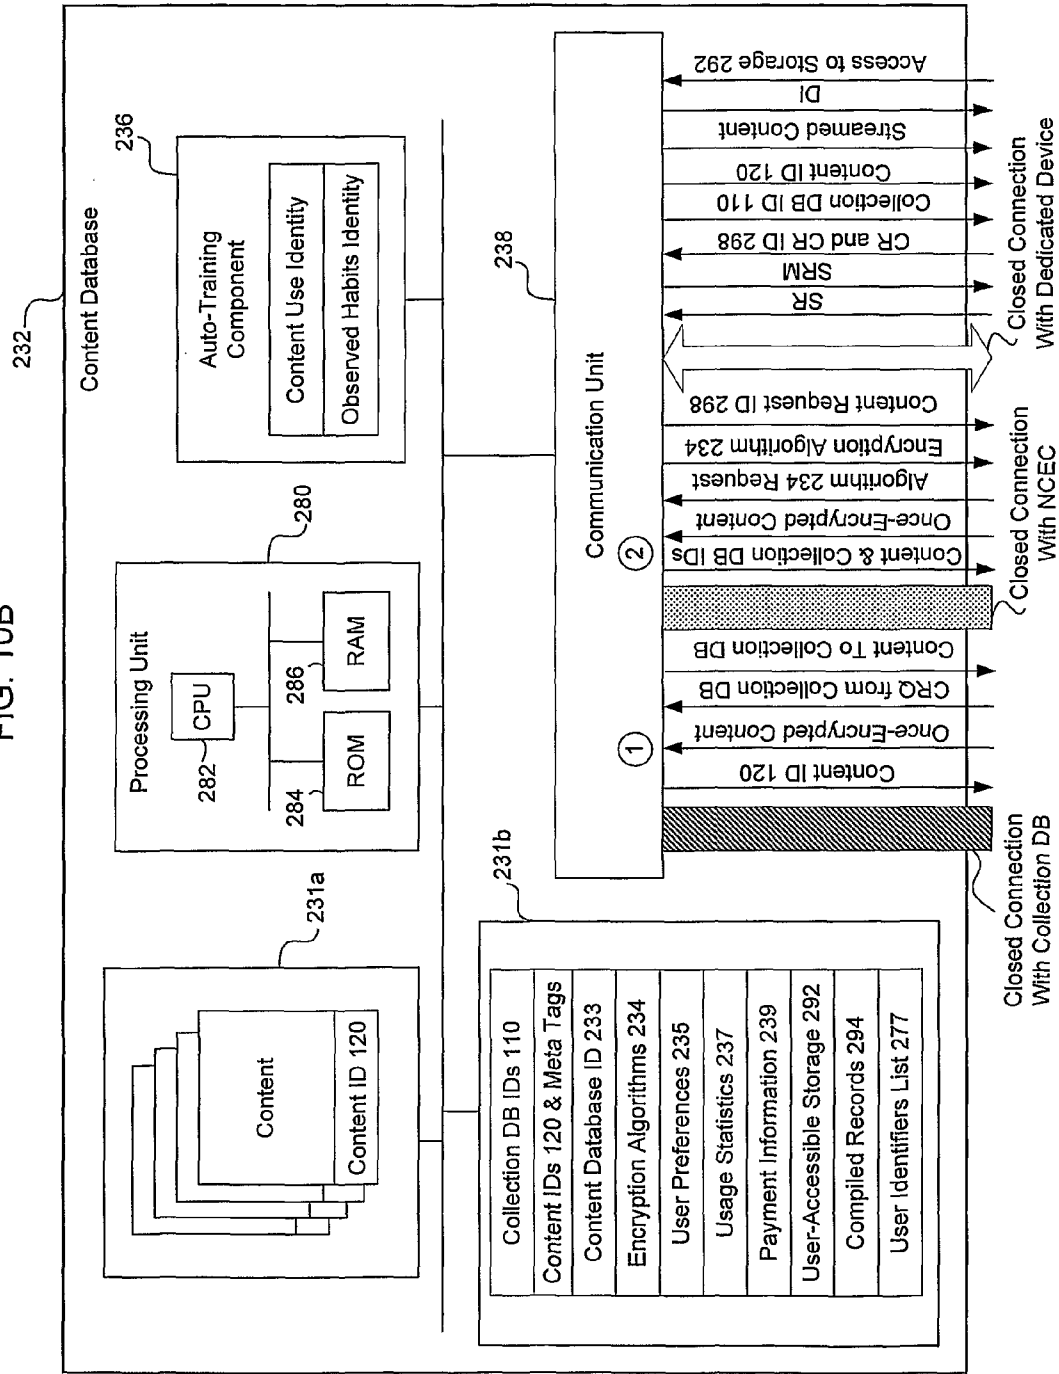 FIG. 10B
232
Content Database
231a
Content
Content ID 120
Processing Unit
280
CPU
282
284
ROM
286
RAM
236
Auto-Training
Component
Content Use Identity
Observed Habits Identity
231b
Collection DB IDs 110
Content IDs 120 & Meta Tags
Content Database ID 233
Encryption Algorithms 234
User Preferences 235
Usage Statistics 237
Payment Information 239
User-Accessible Storage 292
Compiled Records 294
User Identifiers List 277
238
Communication Unit
1
2
Content ID 120
Once-Encrypted Content
CRQ from Collection DB
Content To Collection DB
Content & Collection DB IDs
Once-Encrypted Content
Algorithm 234 Request
Encryption Algorithm 234
Content Request ID 298
SR
SRM
CR and CR ID 298
Collection DB ID 110
Content ID 120
Streamed Content
DI
Access to Storage 292
Closed Connection
With Collection DB
Closed Connection
With NCEC
Closed Connection
With Dedicated Device